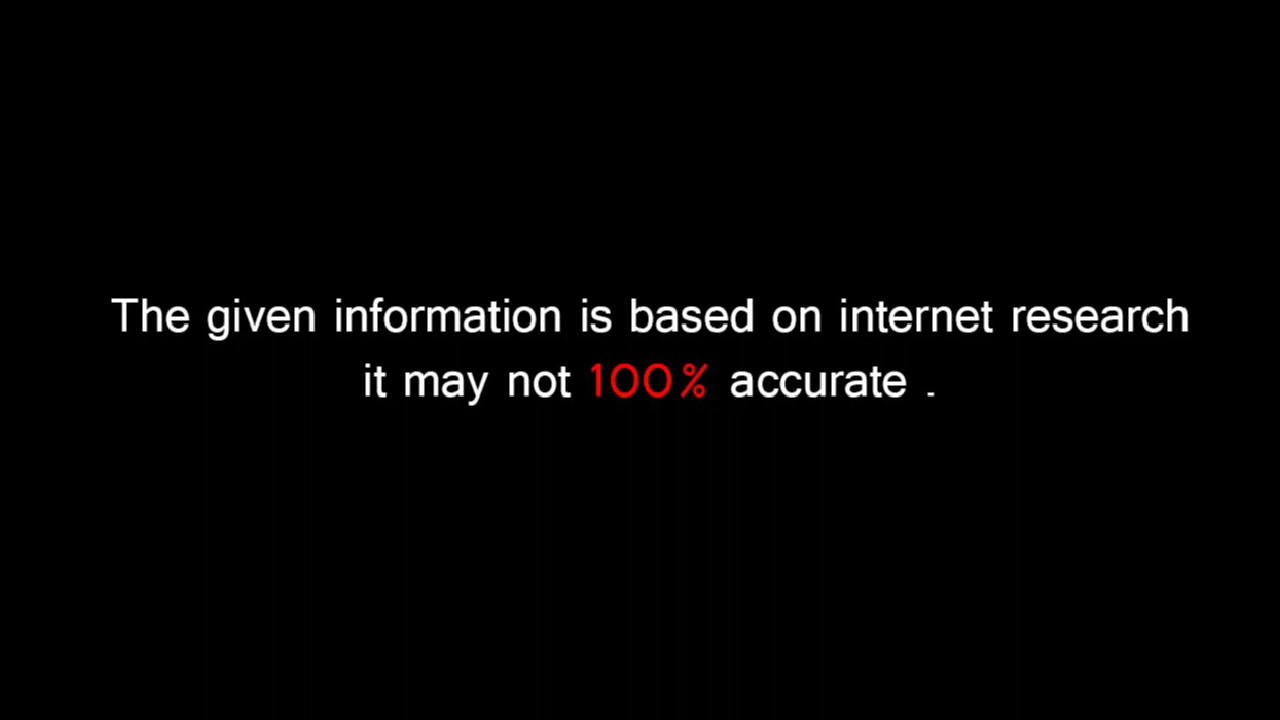 The given information is based on internet research
it may not 100% accurate .